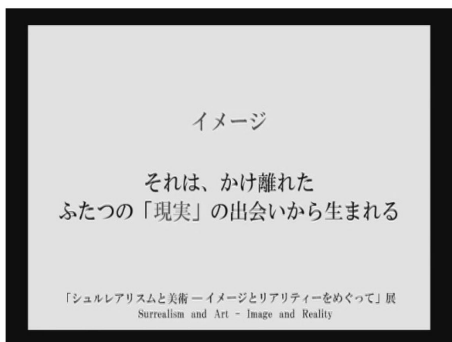 イメージ
それは、かけ離れた
ふたつの「現実」の出会いから生まれる
「シュルレアリスムと美術 ― イメージとリアリティーをめぐって」展
Surrealism and Art - Image and Reality